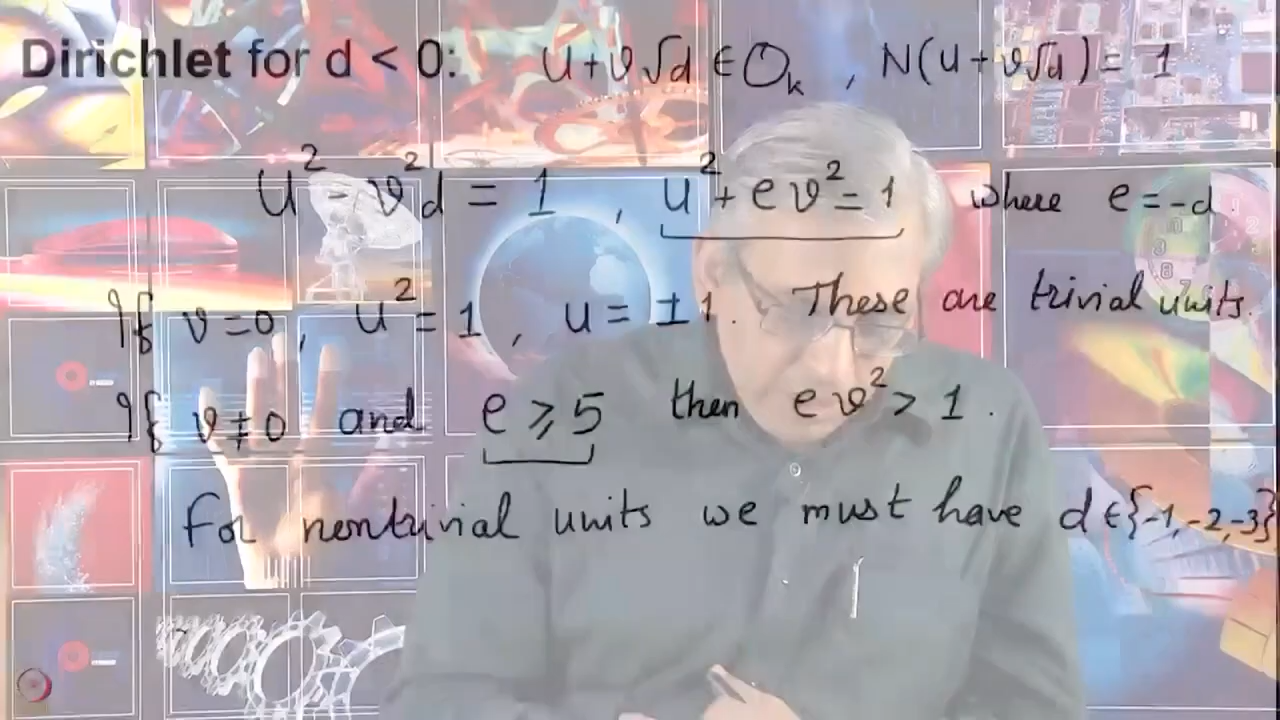 Dirichlet for d < 0: u+v√d ∈ O_k , N(u+v√d) = 1
u² - v²d = 1 , u² + ev² = 1 where e = -d.
If v=0, u² = 1, u = ±1. These are trivial units.
If v≠0 and e ⩾ 5 then ev² > 1.
For nontrivial units we must have d ∈ {-1, -2, -3}